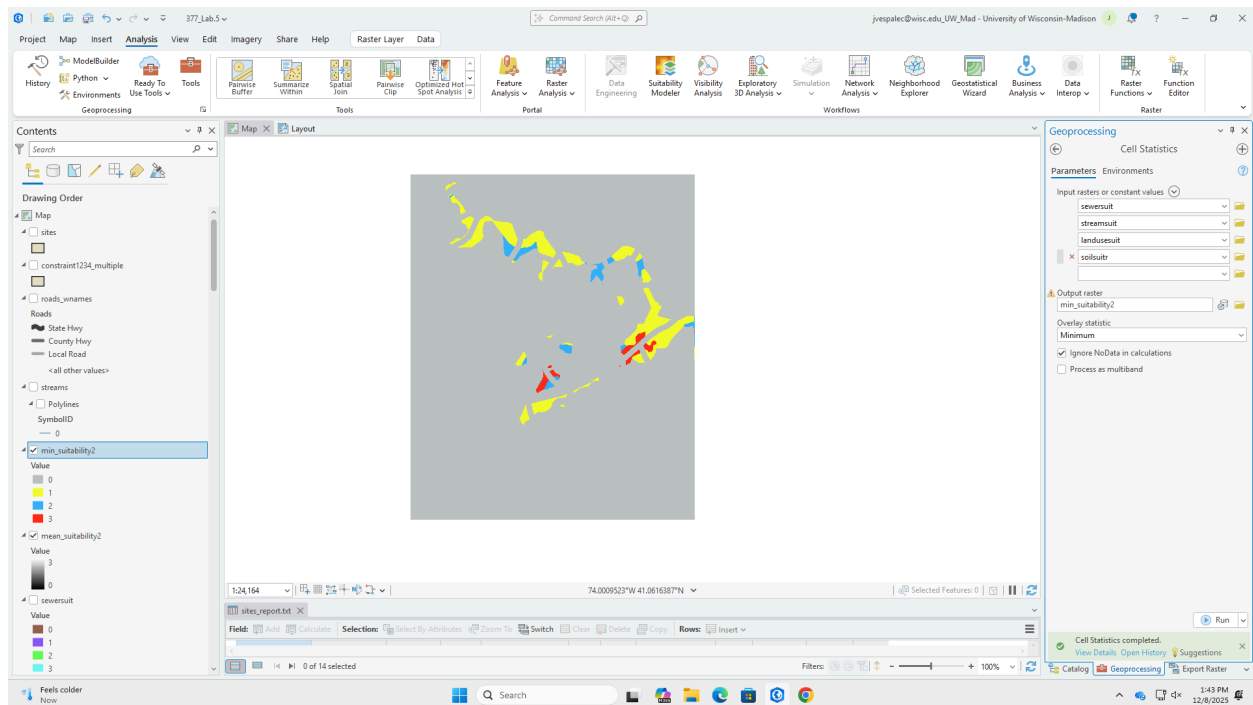 377_Lab.5
Command Search (Alt+Q)
jvespalec@wisc.edu_UW_Mad - University of Wisconsin-Madison
J
?
Project Map Insert Analysis View Edit Imagery Share Help Raster Layer Data
History
ModelBuilder
Python
Environments
Ready To Use Tools
Tools
Geoprocessing
Pairwise Buffer
Summarize Within
Spatial Join
Pairwise Clip
Optimized Hot Spot Analysis
Tools
Feature Analysis
Raster Analysis
Portal
Data Engineering
Suitability Modeler
Visibility Analysis
Exploratory 3D Analysis
Simulation
Network Analysis
Neighborhood Explorer
Geostatistical Wizard
Business Analysis
Data Interop
Workflows
Raster Functions
Function Editor
Raster
Contents
Search
Drawing Order
Map
sites
constraint1234_multiple
roads_wnames
Roads
State Hwy
County Hwy
Local Road
<all other values>
streams
Polylines
SymbolID
0
min_suitability2
Value
0
1
2
3
mean_suitability2
Value
3
0
sewersuit
Value
0
1
2
3
Map
Layout
1:24,164
74.0009523°W 41.0616387°N
Selected Features: 0
sites_report.txt
Field: Add Calculate Selection: Select By Attributes Zoom To Switch Clear Delete Copy Rows: Insert
0 of 14 selected
Filters:
- + 100%
Geoprocessing
Cell Statistics
Parameters Environments
Input rasters or constant values
sewersuit
streamsuit
landusesuit
soilsuitr
Output raster
min_suitability2
Overlay statistic
Minimum
Ignore NoData in calculations
Process as multiband
Run
Cell Statistics completed.
View Details Open History Suggestions
Catalog Geoprocessing Export Raster
Feels colder
Now
Search
1:43 PM
12/8/2025